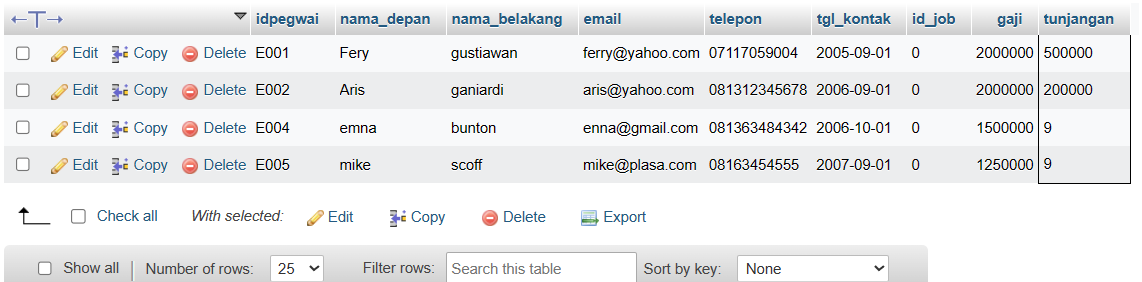 idpegwai nama_depan nama_belakang email telepon tgl_kontak id_job gaji tunjangan
Edit Copy Delete E001 Fery gustiawan ferry@yahoo.com 07117059004 2005-09-01 0 2000000 500000
Edit Copy Delete E002 Aris ganiardi aris@yahoo.com 081312345678 2006-09-01 0 2000000 200000
Edit Copy Delete E004 emna bunton enna@gmail.com 081363484342 2006-10-01 0 1500000 9
Edit Copy Delete E005 mike scoff mike@plasa.com 08163454555 2007-09-01 0 1250000 9
Check all With selected: Edit Copy Delete Export
Show all Number of rows: 25 Filter rows: Search this table Sort by key: None